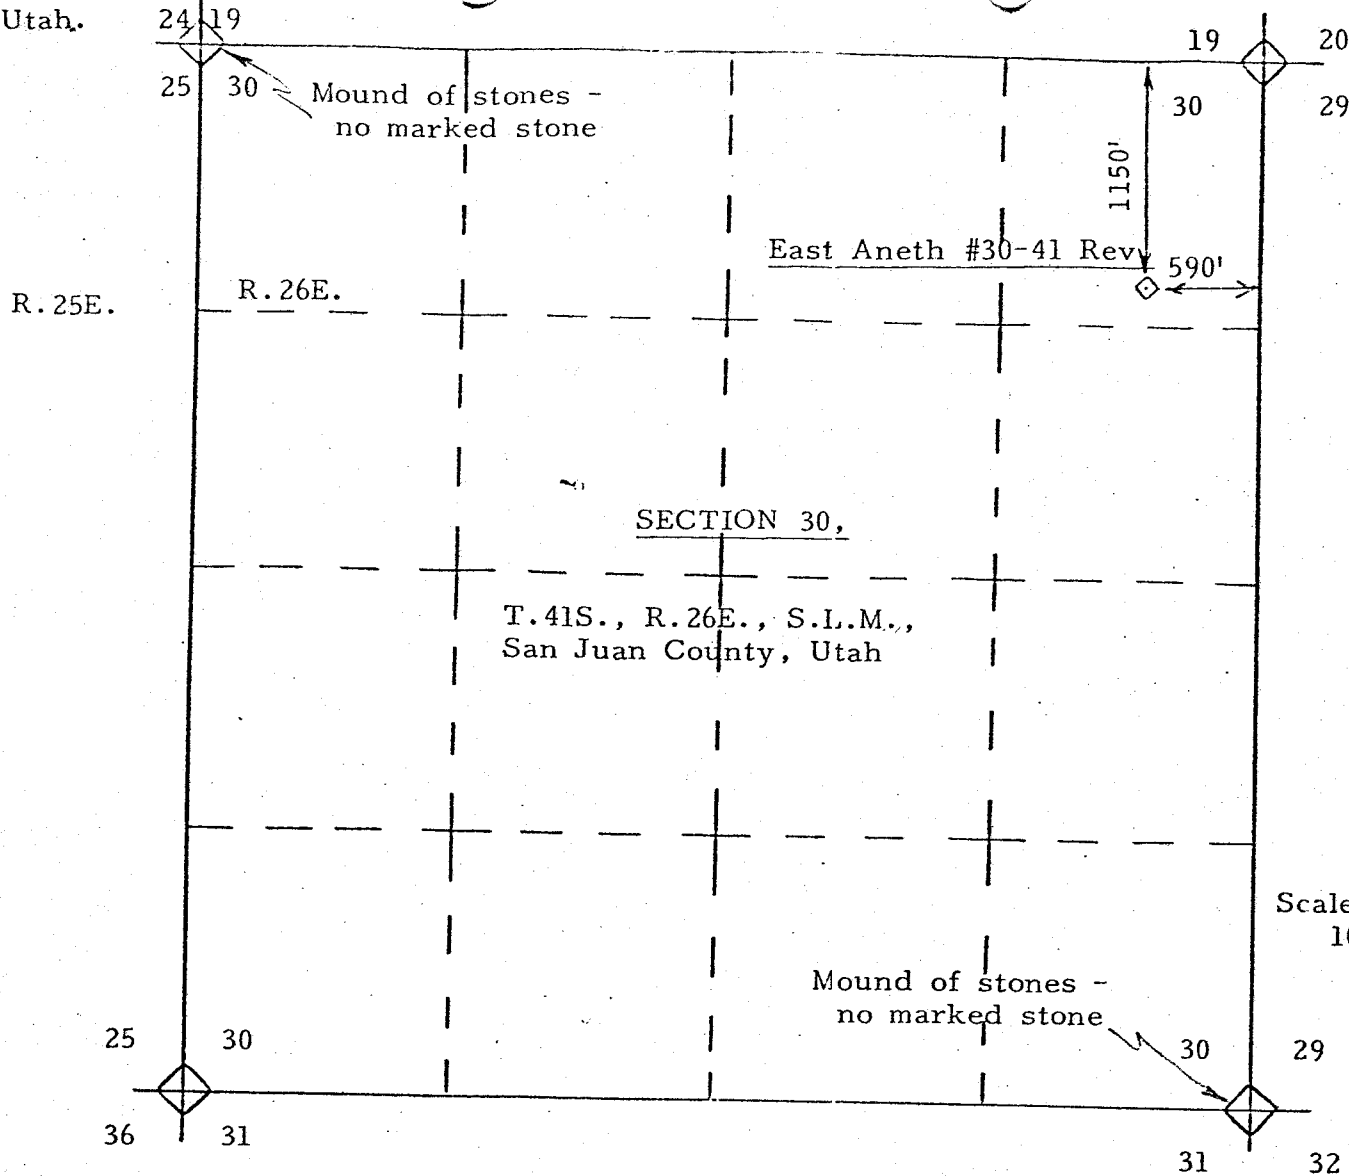 Utah.
24 19
19 20
25 30
Mound of stones -
no marked stone
30 29
1150'
East Aneth #30-41 Rev
590'
R.25E.
R.26E.
SECTION 30,
T.41S., R.26E., S.L.M.,
San Juan County, Utah
Scale
Mound of stones -
no marked stone
25 30
30 29
36 31
31 32